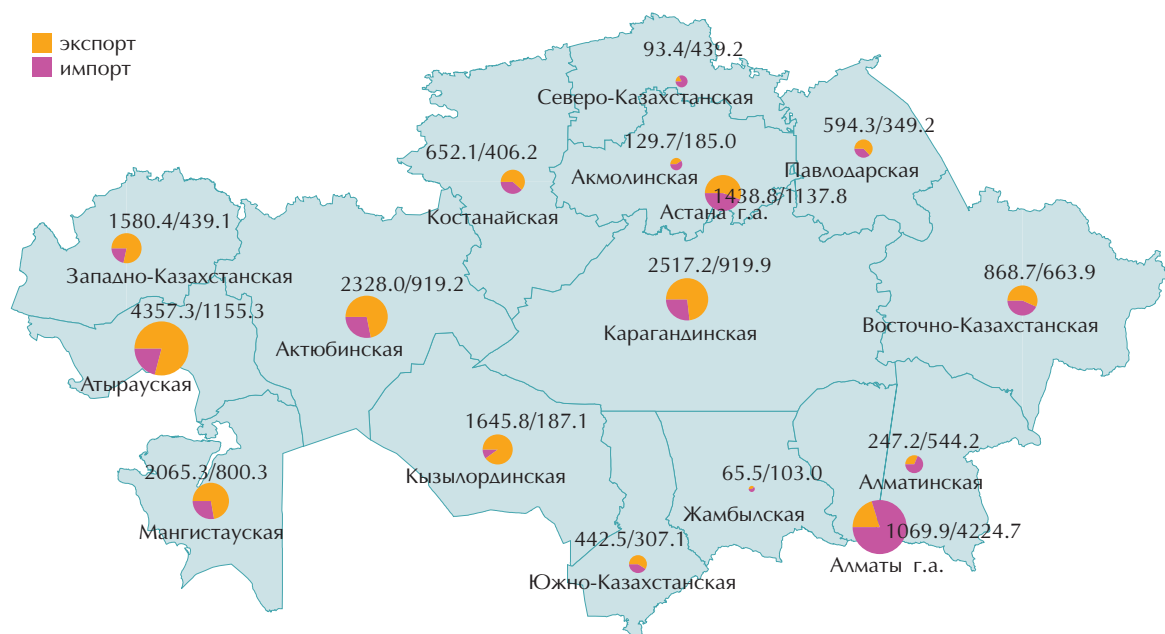 экспорт
импорт
93.4/439.2
Северо-Казахстанская
129.7/185.0
Акмолинская
594.3/349.2
Павлодарская
652.1/406.2
Костанайская
1438.8/1137.8
Астана г.а.
1580.4/439.1
Западно-Казахстанская
2328.0/919.2
Актюбинская
2517.2/919.9
Карагандинская
868.7/663.9
Восточно-Казахстанская
4357.3/1155.3
Атырауская
1645.8/187.1
Кызылординская
2065.3/800.3
Мангистауская
65.5/103.0
Жамбылская
247.2/544.2
Алматинская
442.5/307.1
Южно-Казахстанская
1069.9/4224.7
Алматы г.а.